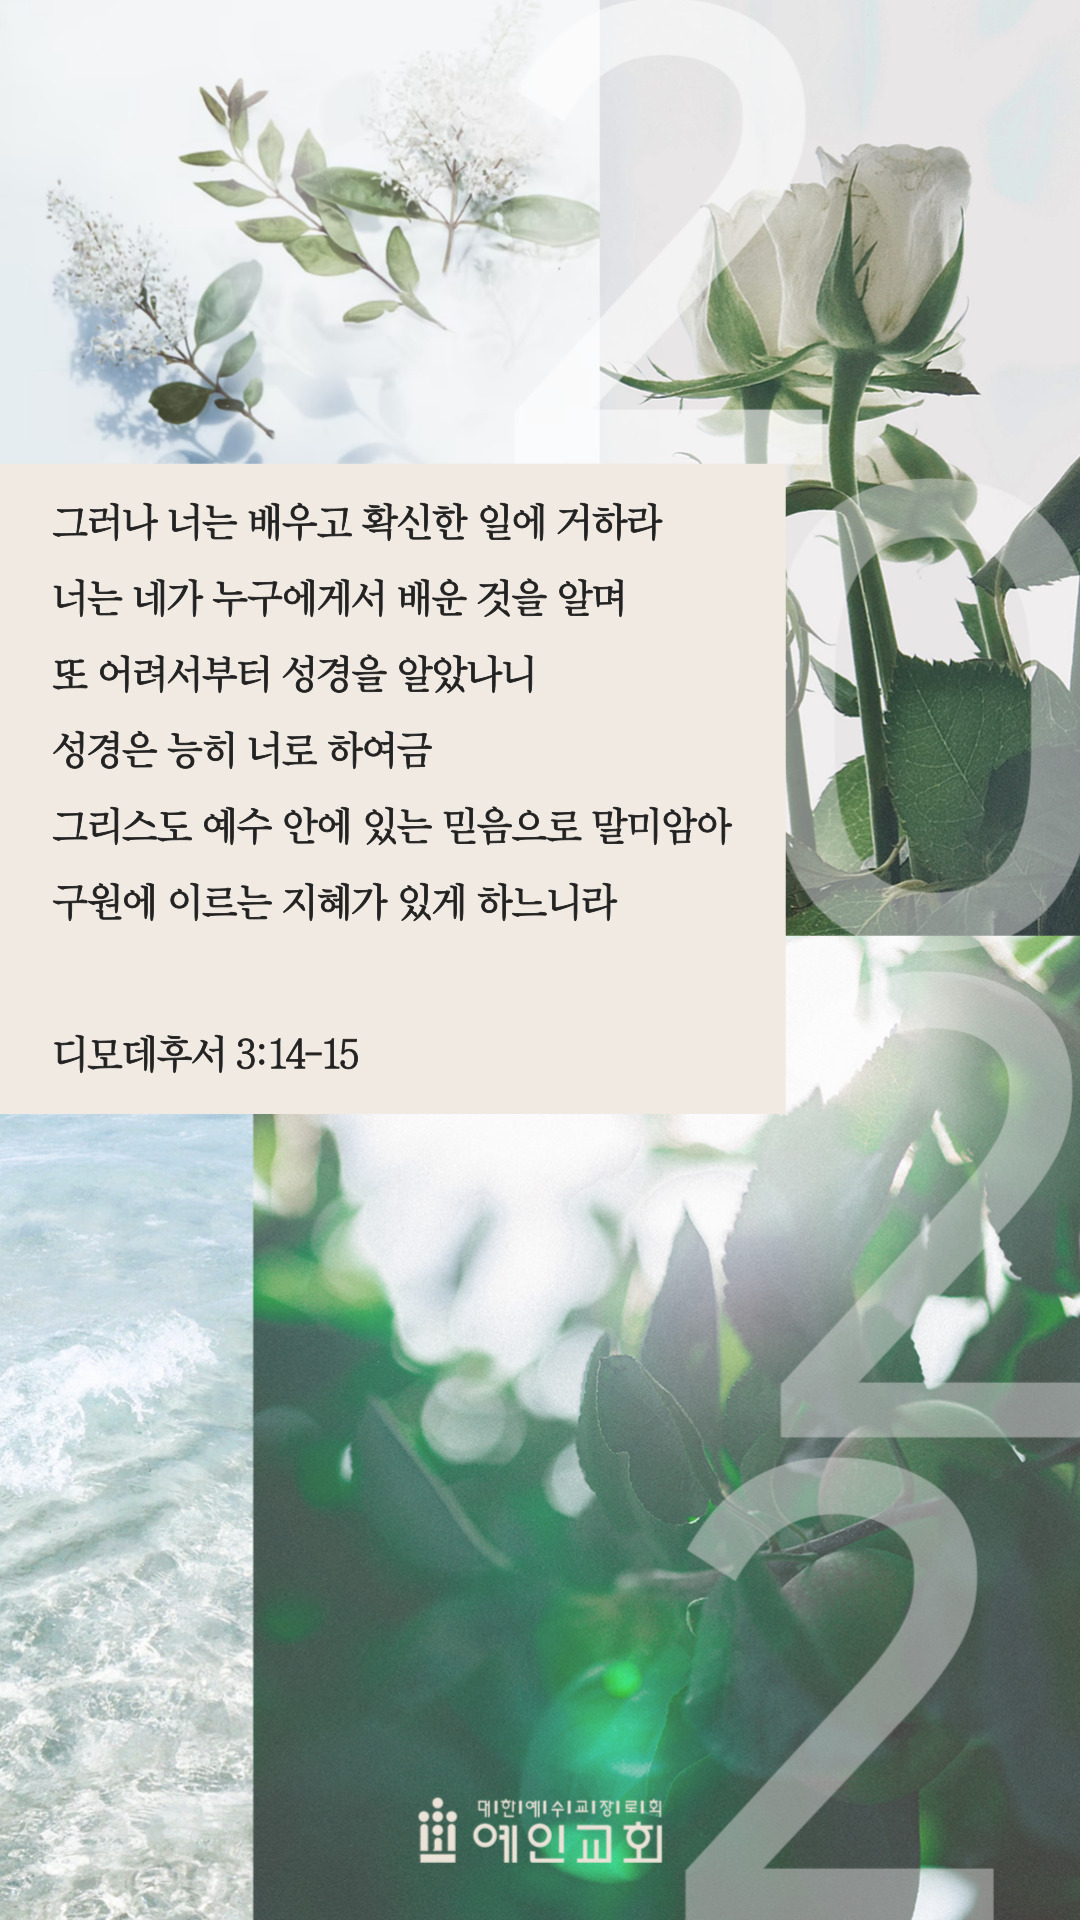 2
0
2
2
그러나 너는 배우고 확신한 일에 거하라
너는 네가 누구에게서 배운 것을 알며
또 어려서부터 성경을 알았나니
성경은 능히 너로 하여금
그리스도 예수 안에 있는 믿음으로 말미암아
구원에 이르는 지혜가 있게 하느니라
디모데후서 3:14-15
대한예수교장로회
예인교회